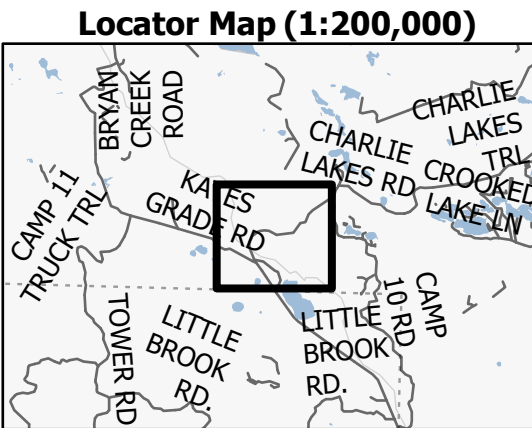 Locator Map (1:200,000)
BRYAN
CREEK
ROAD
CHARLIE
LAKES
TRL
CHARLIE
LAKES RD
CROOKED
LAKE LN
GRADE RD
CAMP 11
TRUCK TRL
TOWER RD
LITTLE
BROOK
RD.
LITTLE
BROOK
RD.
CAMP
10 RD